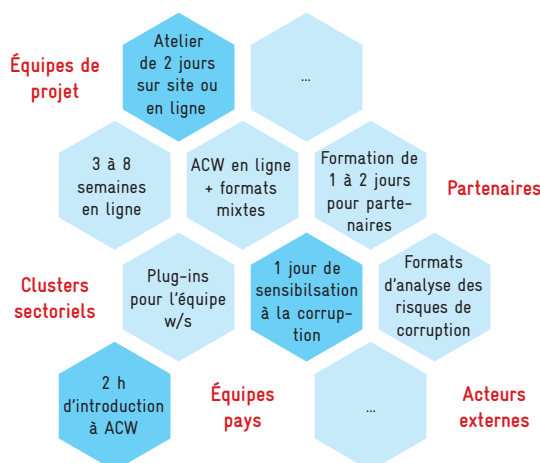 Équipes de
projet
Atelier
de 2 jours
sur site ou
en ligne
...
3 à 8
semaines
en ligne
ACW en ligne
+ formats
mixtes
Formation de
1 à 2 jours
pour parte-
naires
Partenaires
Clusters
sectoriels
Plug-ins
pour l'équipe
w/s
1 jour de
sensibilsation
à la corrup-
tion
Formats
d'analyse des
risques de
corruption
2 h
d'introduction
à ACW
Équipes
pays
...
Acteurs
externes